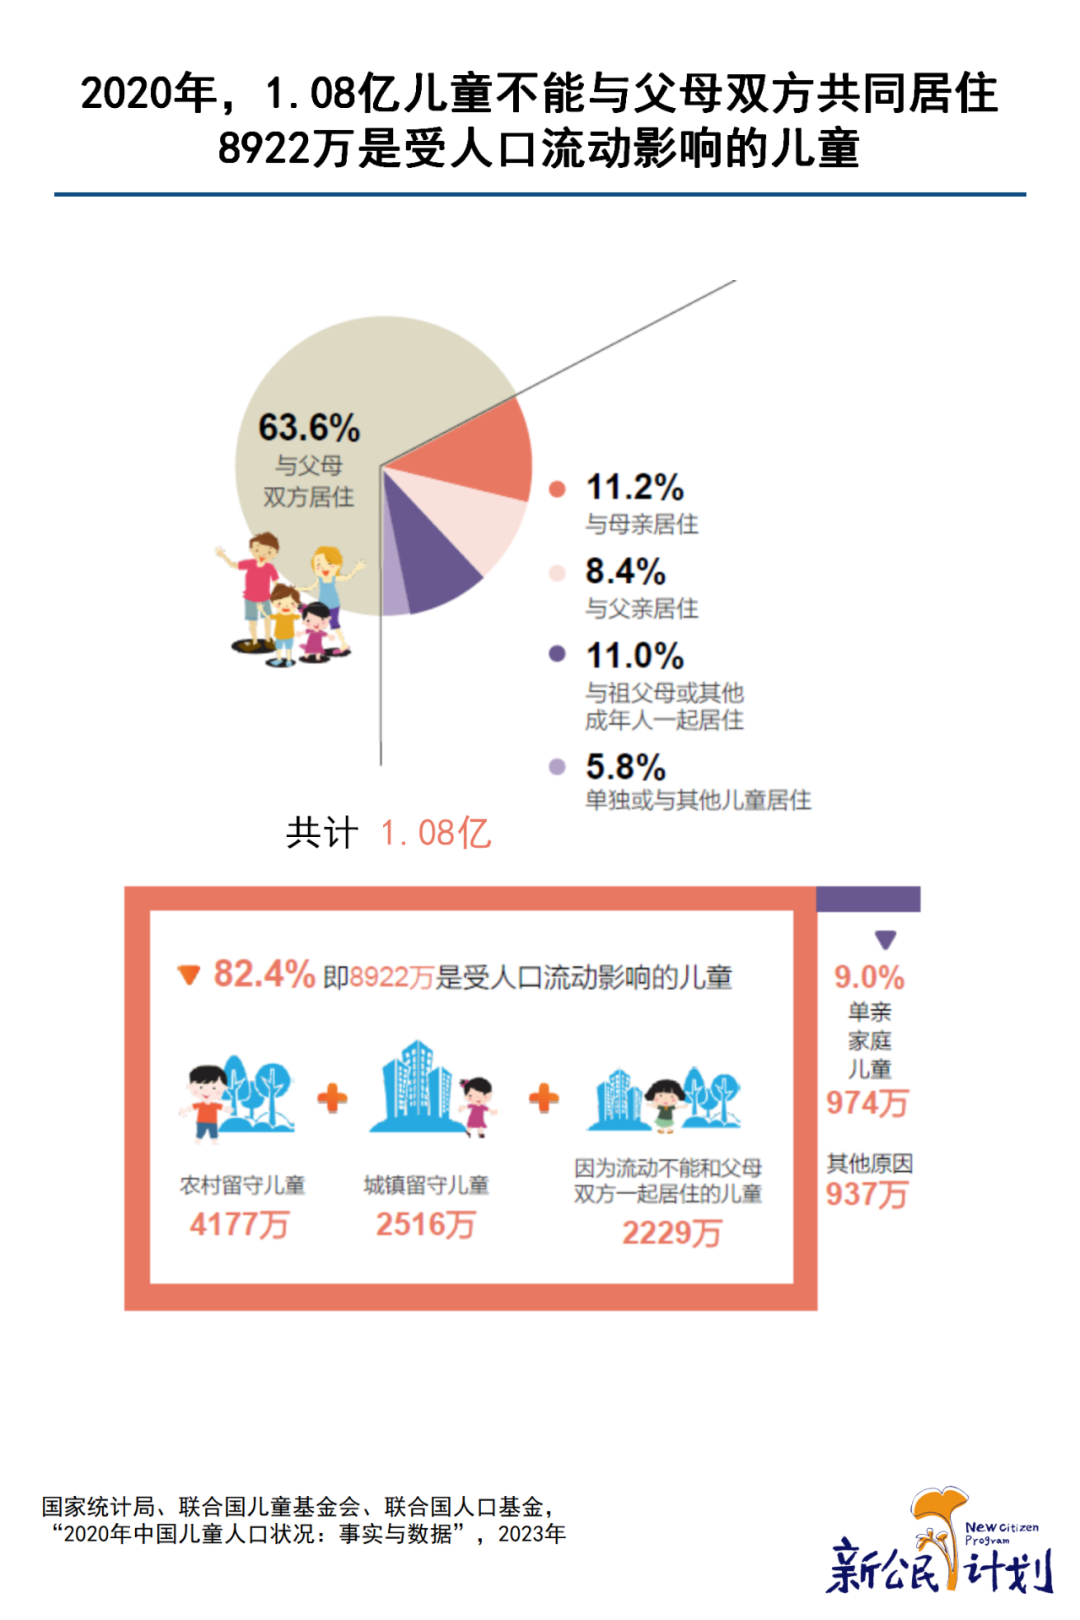 2020年，1.08亿儿童不能与父母双方共同居住
8922万是受人口流动影响的儿童
63.6%
与父母
双方居住
11.2%
与母亲居住
8.4%
与父亲居住
11.0%
与祖父母或其他
成年人一起居住
5.8%
单独或与其他儿童居住
共计 1.08亿
82.4% 即8922万是受人口流动影响的儿童
农村留守儿童
4177万
城镇留守儿童
2516万
因为流动不能和父母
双方一起居住的儿童
2229万
9.0%
单亲
家庭
儿童
974万
其他原因
937万
国家统计局、联合国儿童基金会、联合国人口基金，
“2020年中国儿童人口状况：事实与数据”，2023年
New Citizen
Program
新公民计划